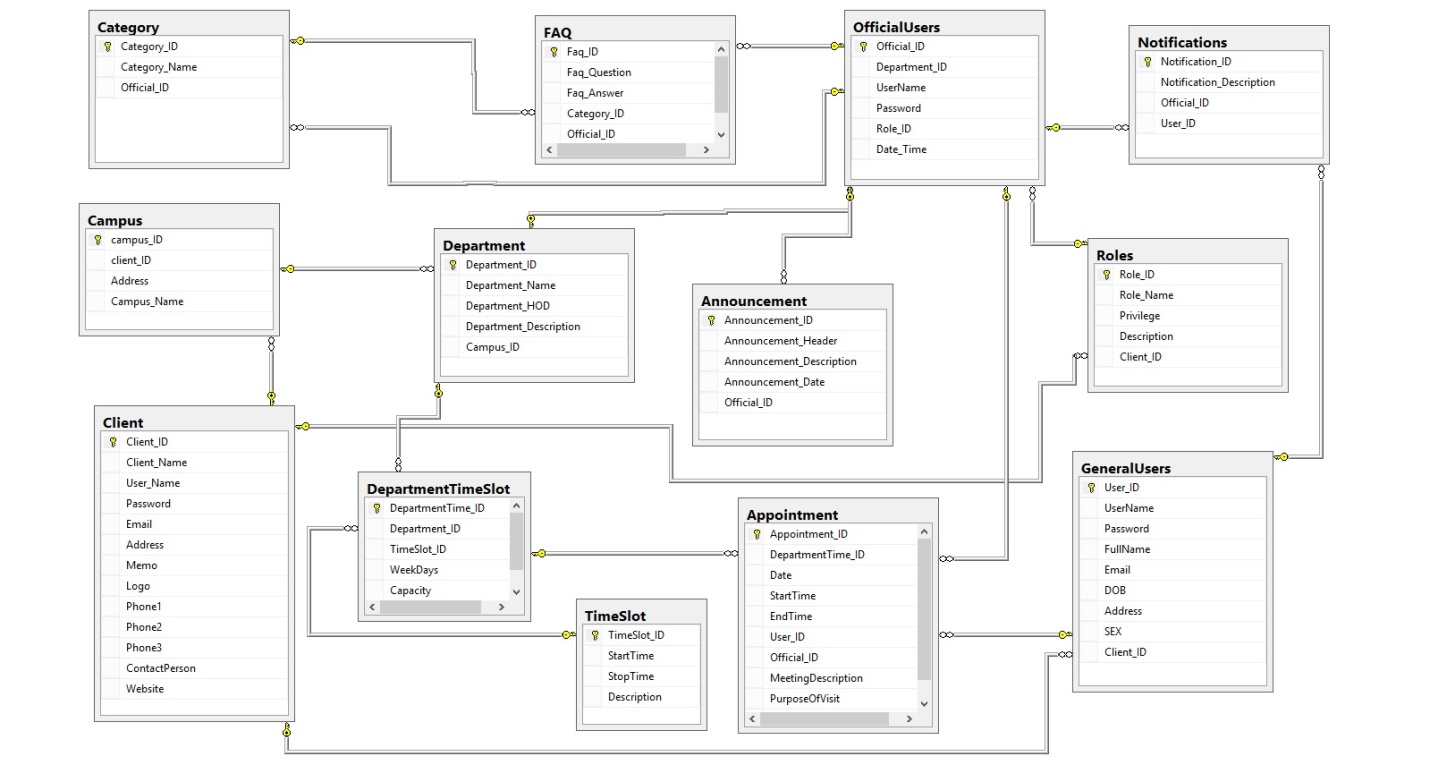 Category
Category_ID
Category_Name
Official_ID
FAQ
Faq_ID
Faq_Question
Faq_Answer
Category_ID
Official_ID
OfficialUsers
Official_ID
Department_ID
UserName
Password
Role_ID
Date_Time
Notifications
Notification_ID
Notification_Description
Official_ID
User_ID
Campus
campus_ID
client_ID
Address
Campus_Name
Department
Department_ID
Department_Name
Department_HOD
Department_Description
Campus_ID
Announcement
Announcement_ID
Announcement_Header
Announcement_Description
Announcement_Date
Official_ID
Roles
Role_ID
Role_Name
Privilege
Description
Client_ID
Client
Client_ID
Client_Name
User_Name
Password
Email
Address
Memo
Logo
Phone1
Phone2
Phone3
ContactPerson
Website
DepartmentTimeSlot
DepartmentTime_ID
Department_ID
TimeSlot_ID
WeekDays
Capacity
TimeSlot
TimeSlot_ID
StartTime
StopTime
Description
Appointment
Appointment_ID
DepartmentTime_ID
Date
StartTime
EndTime
User_ID
Official_ID
MeetingDescription
PurposeOfVisit
GeneralUsers
User_ID
UserName
Password
FullName
Email
DOB
Address
SEX
Client_ID